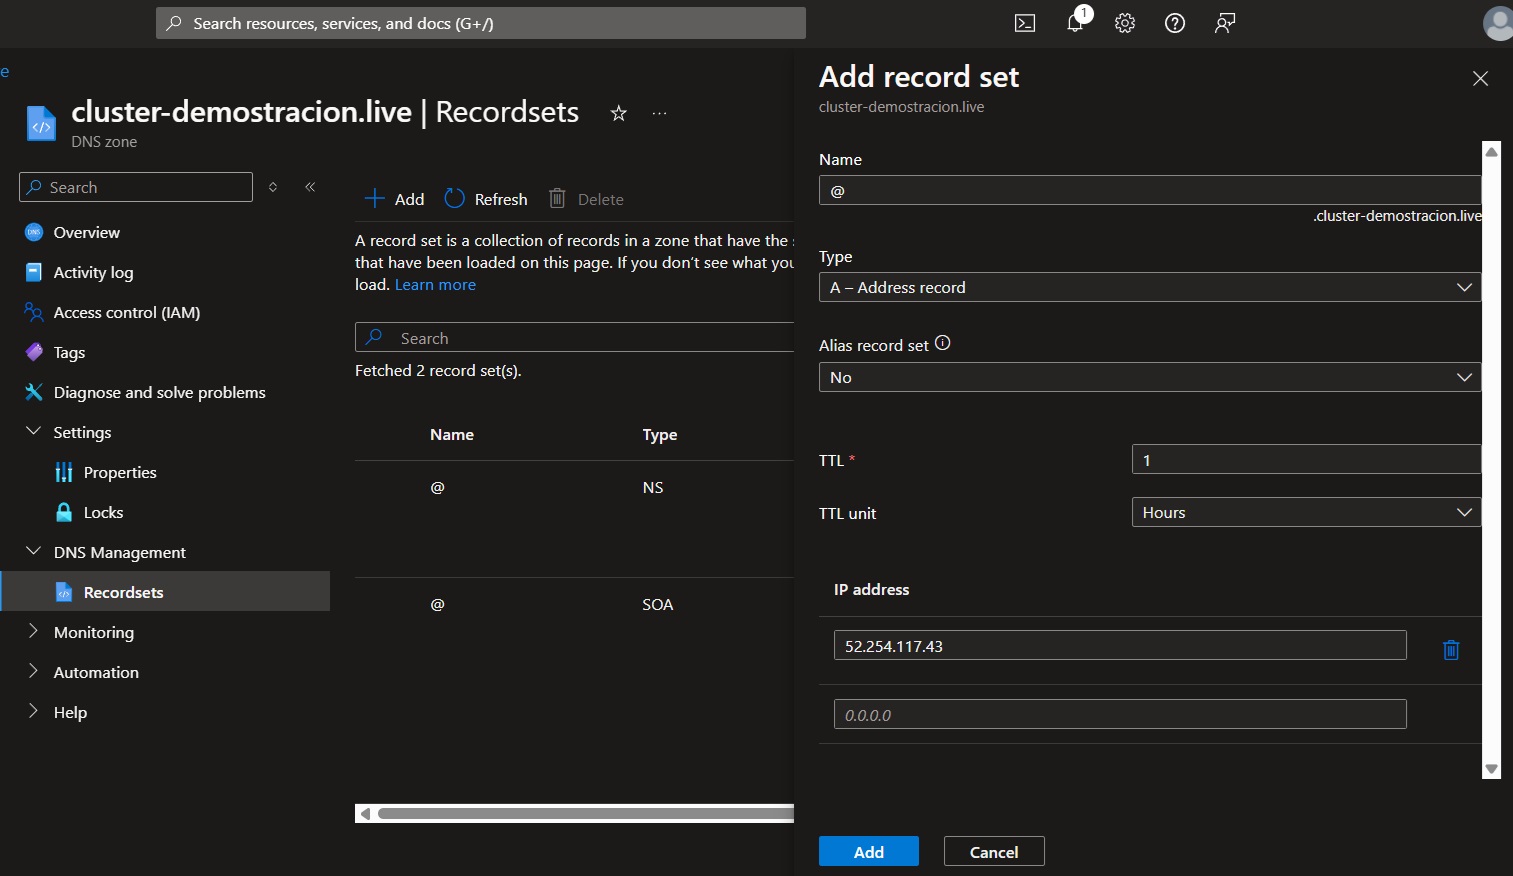 Search resources, services, and docs (G+/)
1
e
cluster-demostracion.live | Recordsets
DNS zone
Search
Overview
Activity log
Access control (IAM)
Tags
Diagnose and solve problems
Settings
Properties
Locks
DNS Management
Recordsets
Monitoring
Automation
Help
Add
Refresh
Delete
A record set is a collection of records in a zone that have the
that have been loaded on this page. If you don't see what you
load. Learn more
Search
Fetched 2 record set(s).
Name Type
@ NS
@ SOA
Add record set
cluster-demostracion.live
Name
@
.cluster-demostracion.live
Type
A – Address record
Alias record set
No
TTL * 1
TTL unit Hours
IP address
52.254.117.43
0.0.0.0
Add
Cancel